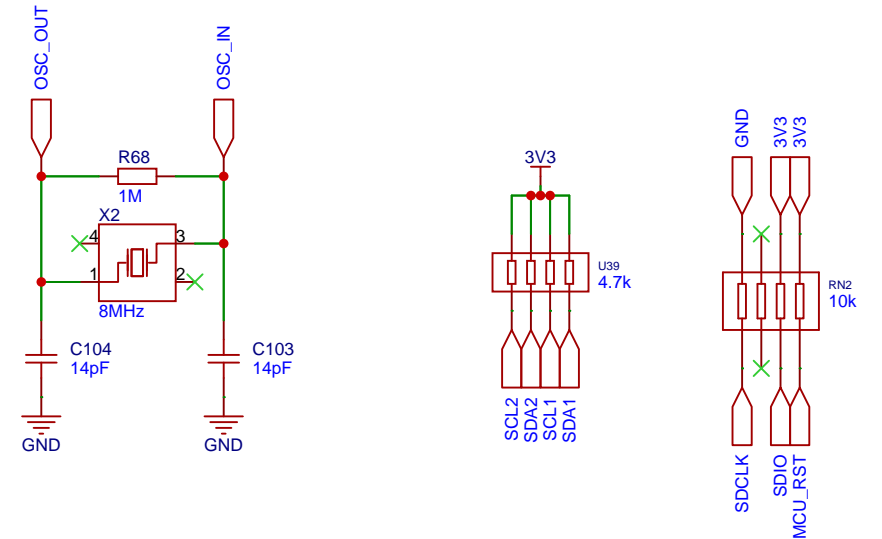 OSC_OUT
OSC_IN
R68
1M
X2
4
3
1
2
8MHz
C104
14pF
C103
14pF
GND
GND
3V3
U39
4.7k
SCL2
SDA2
SCL1
SDA1
GND
3V3
3V3
RN2
10k
SDCLK
SDIO
MCU_RST